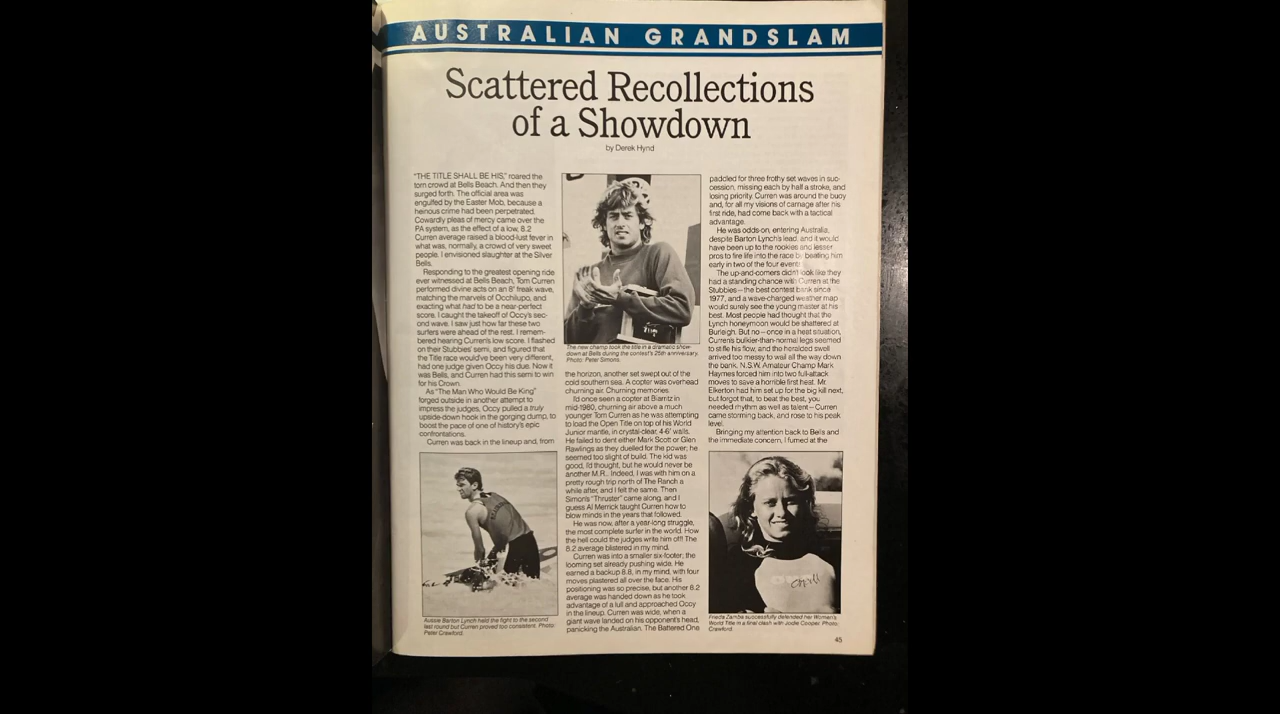 AUSTRALIAN GRANDSLAM
Scattered Recollections
of a Showdown
by Derek Hynd
"THE TITLE SHALL BE HIS," roared the
torn crowd at Bells Beach. And then they
surged forth. The official area was
engulfed by the Easter Mob, because a
heinous crime had been perpetrated.
Cowardly pleas of mercy came over the
PA system, as the effect of a low, 8.2
Curren average raised a blood-lust fever in
what was, normally, a crowd of very sweet
people. I envisioned slaughter at the Silver
Bells.
Responding to the greatest opening ride
ever witnessed at Bells Beach, Tom Curren
performed divine acts on an 8' freak wave,
matching the marvels of Occhilupo, and
exacting what had to be a near-perfect
score. I caught the takeoff of Occy's sec-
ond wave. I saw just how far these two
surfers were ahead of the rest. I remem-
bered hearing Curren's low score. I flashed
on their Stubbies' semi, and figured that
the Title race would've been very different,
had one judge given Occy his due. Now it
was Bells, and Curren had this semi to win
for his Crown.
As "The Man Who Would Be King"
forged outside in another attempt to
impress the judges, Occy pulled a truly
upside-down hook in the gorging dump, to
boost the pace of one of history's epic
confrontations.
Curren was back in the lineup and, from
Aussie Barton Lynch held the fight to the second
last round but Curren proved too consistent. Photo:
Peter Crawford.
The new champ took the title in a dramatic show-
down at Bells during the contest's 25th anniversary.
Photo: Peter Simons.
the horizon, another set swept out of the
cold southern sea. A copter was overhead
churning air. Churning memories.
I'd once seen a copter at Biarritz in
mid-1980, churning air above a much
younger Tom Curren as he was attempting
to load the Open Title on top of his World
Junior mantle, in crystal-clear, 4-6' walls.
He failed to dent either Mark Scott or Glen
Rawlings as they duelled for the power; he
seemed too slight of build. The kid was
good, I'd thought, but he would never be
another M.R.. Indeed, I was with him on a
pretty rough trip north of The Ranch a
while after, and I felt the same. Then
Simon's "Thruster" came along, and I
guess Al Merrick taught Curren how to
blow minds in the years that followed.
He was now, after a year-long struggle,
the most complete surfer in the world. How
the hell could the judges write him off! The
8.2 average blistered in my mind.
Curren was into a smaller six-footer; the
looming set already pushing wide. He
earned a backup 8.8, in my mind, with four
moves plastered all over the face. His
positioning was so precise, but another 8.2
average was handed down as he took
advantage of a lull and approached Occy
in the lineup. Curren was wide, when a
giant wave landed on his opponent's head,
panicking the Australian. The Battered One
paddled for three frothy set waves in suc-
cession, missing each by half a stroke, and
losing priority. Curren was around the buoy
and, for all my visions of carnage after his
first ride, had come back with a tactical
advantage.
He was odds-on, entering Australia,
despite Barton Lynch's lead, and it would
have been up to the rookies and lesser
pros to fire life into the race by beating him
early in two of the four events.
The up-and-comers didn't look like they
had a standing chance with Curren at the
Stubbies—the best contest bank since
1977, and a wave-charged weather map
would surely see the young master at his
best. Most people had thought that the
Lynch honeymoon would be shattered at
Burleigh. But no—once in a heat situation,
Curren's bulkier-than-normal legs seemed
to stifle his flow, and the heralded swell
arrived too messy to wail all the way down
the bank. N.S.W. Amateur Champ Mark
Haymes forced him into two full-attack
moves to save a horrible first heat. Mr.
Elkerton had him set up for the big kill next,
but forgot that, to beat the best, you
needed rhythm as well as talent—Curren
came storming back, and rose to his peak
level.
Bringing my attention back to Bells and
the immediate concern, I fumed at the
Frieda Zamba successfully defended her Women's
World Title in a final clash with Jodie Cooper. Photo:
Crawford.
45